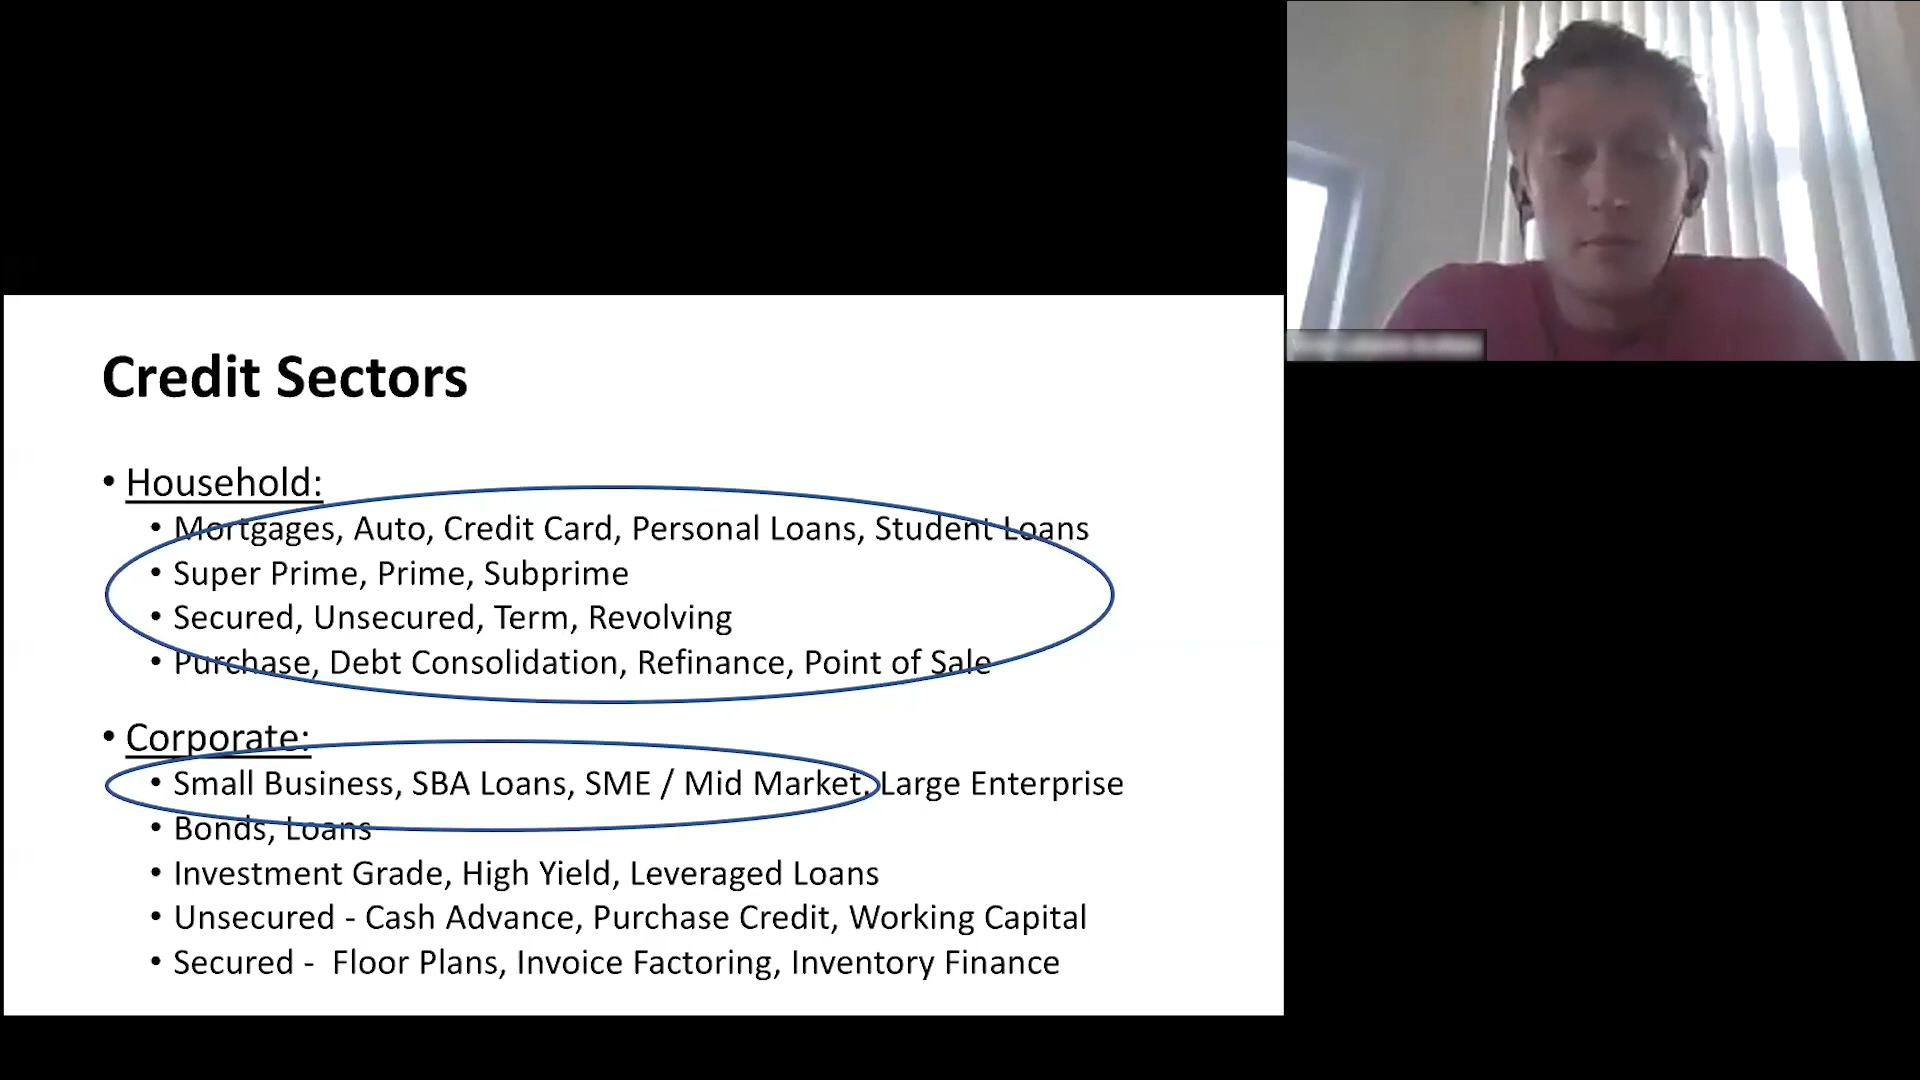 Credit Sectors
• Household:
• Mortgages, Auto, Credit Card, Personal Loans, Student Loans
• Super Prime, Prime, Subprime
• Secured, Unsecured, Term, Revolving
• Purchase, Debt Consolidation, Refinance, Point of Sale
• Corporate:
• Small Business, SBA Loans, SME / Mid Market, Large Enterprise
• Bonds, Loans
• Investment Grade, High Yield, Leveraged Loans
• Unsecured - Cash Advance, Purchase Credit, Working Capital
• Secured -  Floor Plans, Invoice Factoring, Inventory Finance